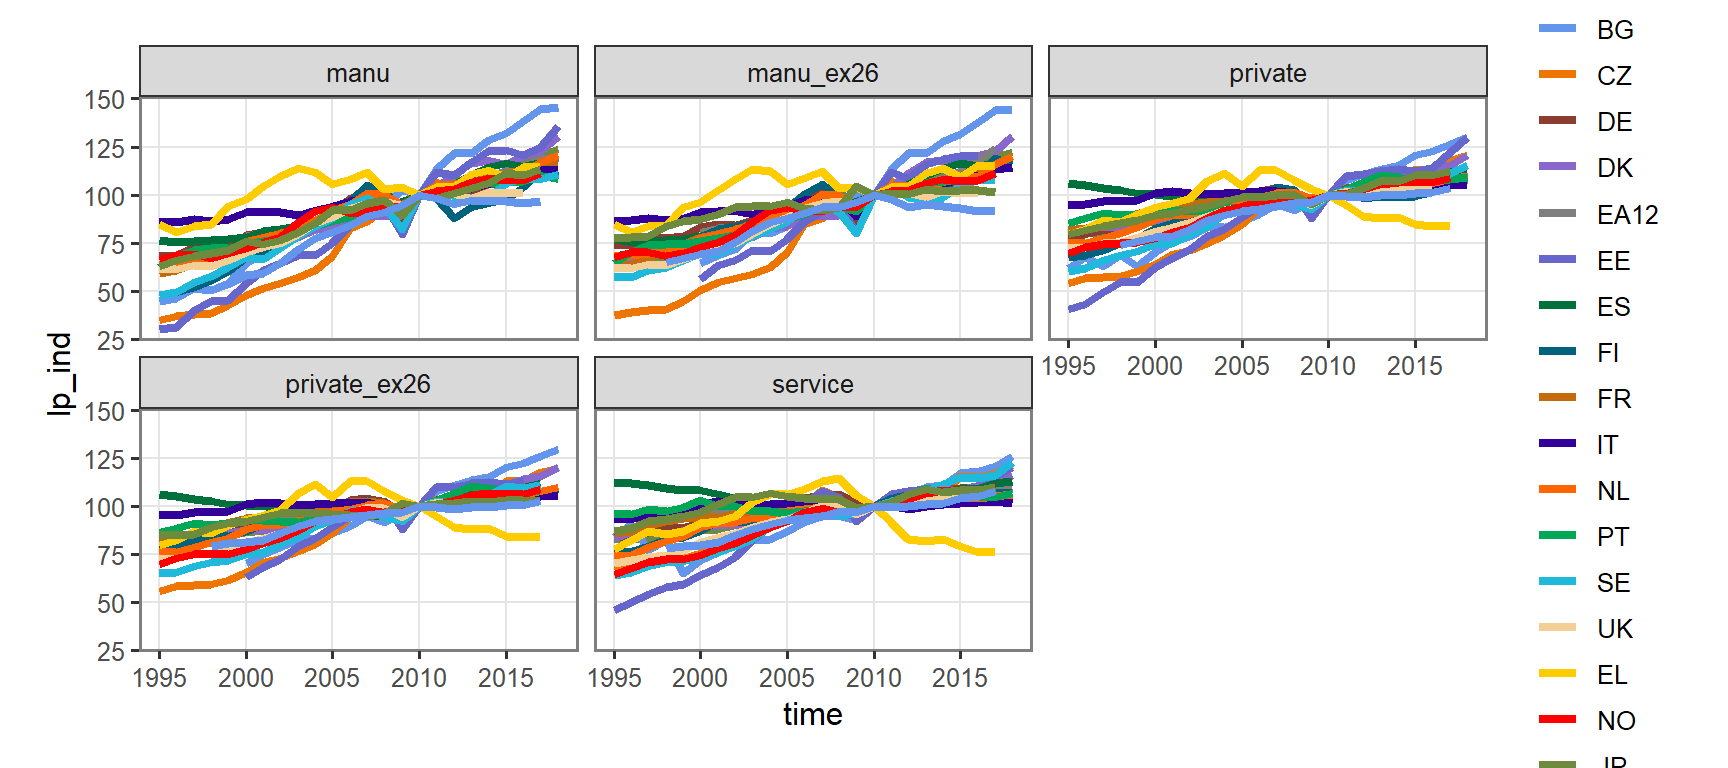 manu
manu_ex26
private
150
125
100
75
50
25
1995
2000
2005
2010
2015
private_ex26
service
150
125
100
75
50
25
1995
2000
2005
2010
2015
1995
2000
2005
2010
2015
lp_ind
time
BG
CZ
DE
DK
EA12
EE
ES
FI
FR
IT
NL
PT
SE
UK
EL
NO